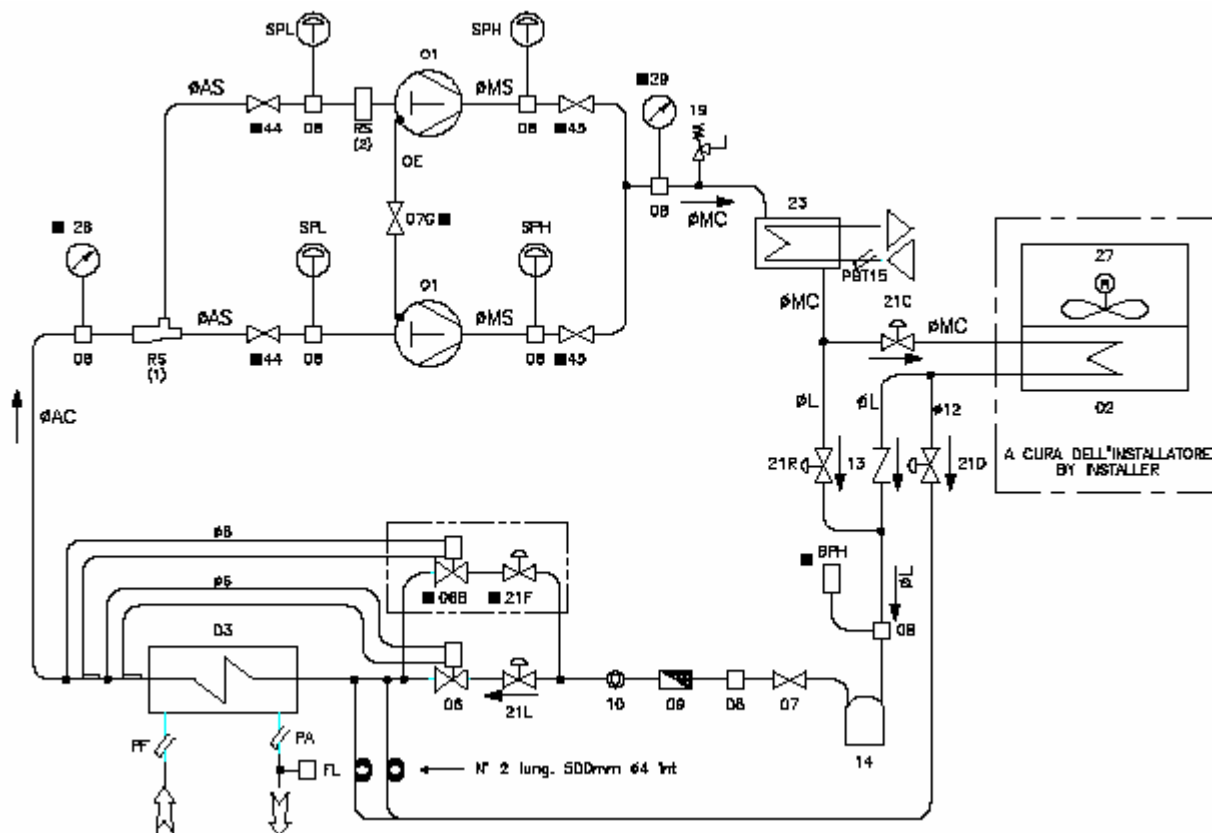 SPL
SPH
01
ØAS
ØMS
■29
19
■44
08
RS
(2)
08
■45
0E
08
ØMC
23
07G■
■ 28
SPL
SPH
27
M
PBT15
01
ØMC
21C
ØAS
ØMS
ØMC
08
RS
(1)
■44
08
08
■45
02
ØAC
ØL
ØL
Ø12
21R
13
21D
A CURA DELL'INSTALLATORE
BY INSTALLER
Ø6
■ BPH
■06B
■21F
ØL
Ø6
03
08
06
21L
10
09
08
07
PF
PA
FL
N° 2 lung. 500mm Ø4 int
14